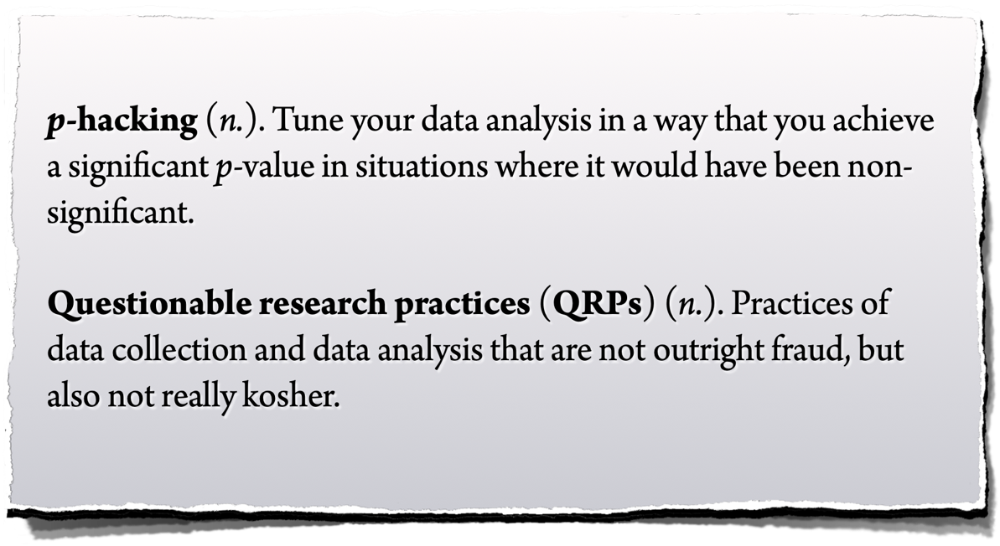 p-hacking (n.). Tune your data analysis in a way that you achieve
a significant p-value in situations where it would have been non-
significant.
Questionable research practices (QRPs) (n.). Practices of
data collection and data analysis that are not outright fraud, but
also not really kosher.